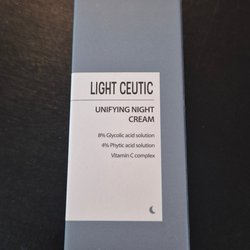 LIGHT CEUTIC
UNIFYING NIGHT
CREAM
8% Glycolic acid solution
4% Phytic acid solution
Vitamin C complex